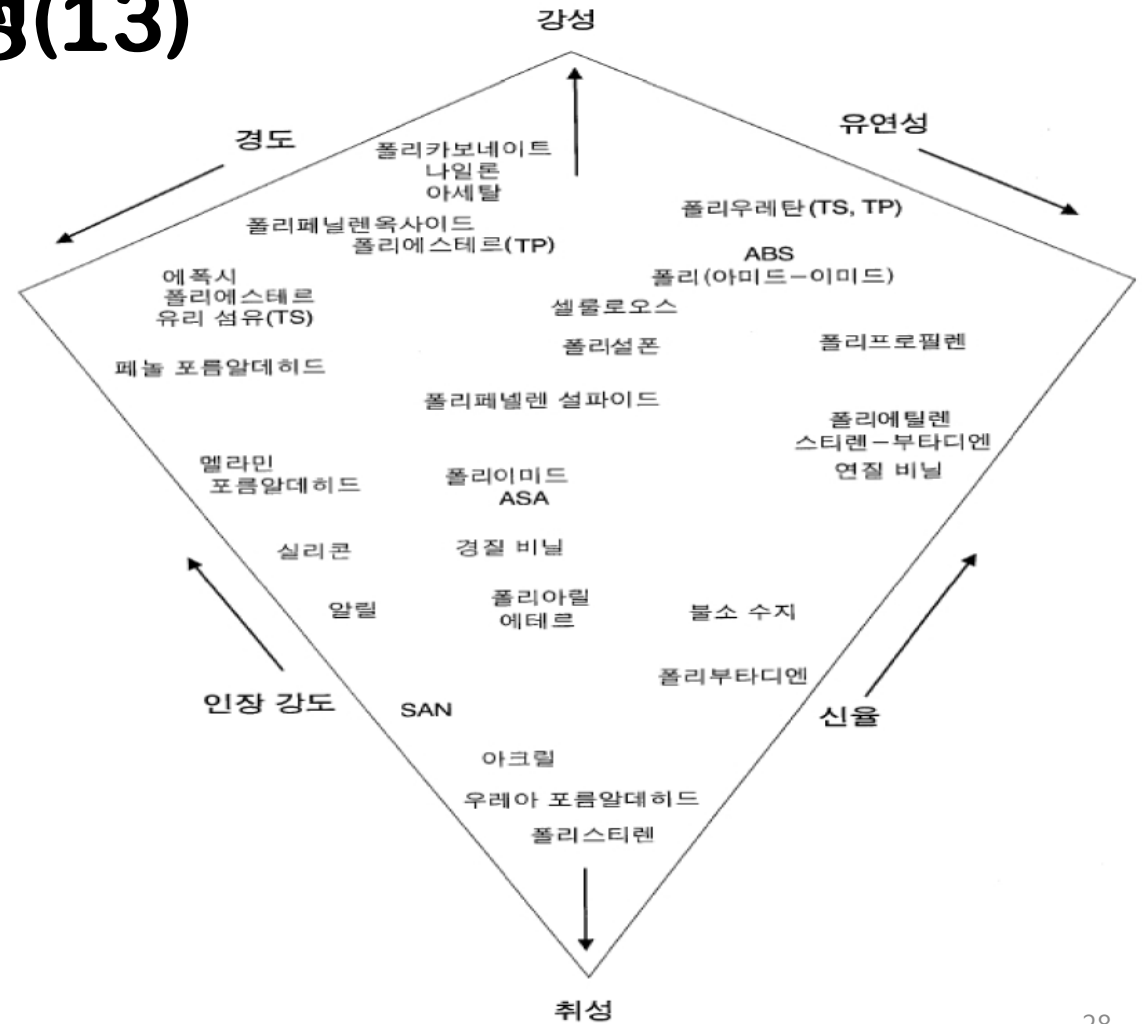 (13)
강성
경도
유연성
폴리카보네이트
나일론
아세탈
폴리우레탄(TS, TP)
폴리페닐렌옥사이드
폴리에스테르(TP)
ABS
폴리(아미드–이미드)
에폭시
폴리에스테르
유리 섬유(TS)
셀룰로오스
폴리설폰
폴리프로필렌
페놀 포름알데히드
폴리페넬렌 설파이드
폴리에틸렌
스티렌–부타디엔
연질 비닐
멜라민
포름알데히드
폴리이미드
ASA
실리콘
경질 비닐
알릴
폴리아릴
에테르
불소 수지
폴리부타디엔
인장 강도
SAN
신율
아크릴
우레아 포름알데히드
폴리스티렌
취성